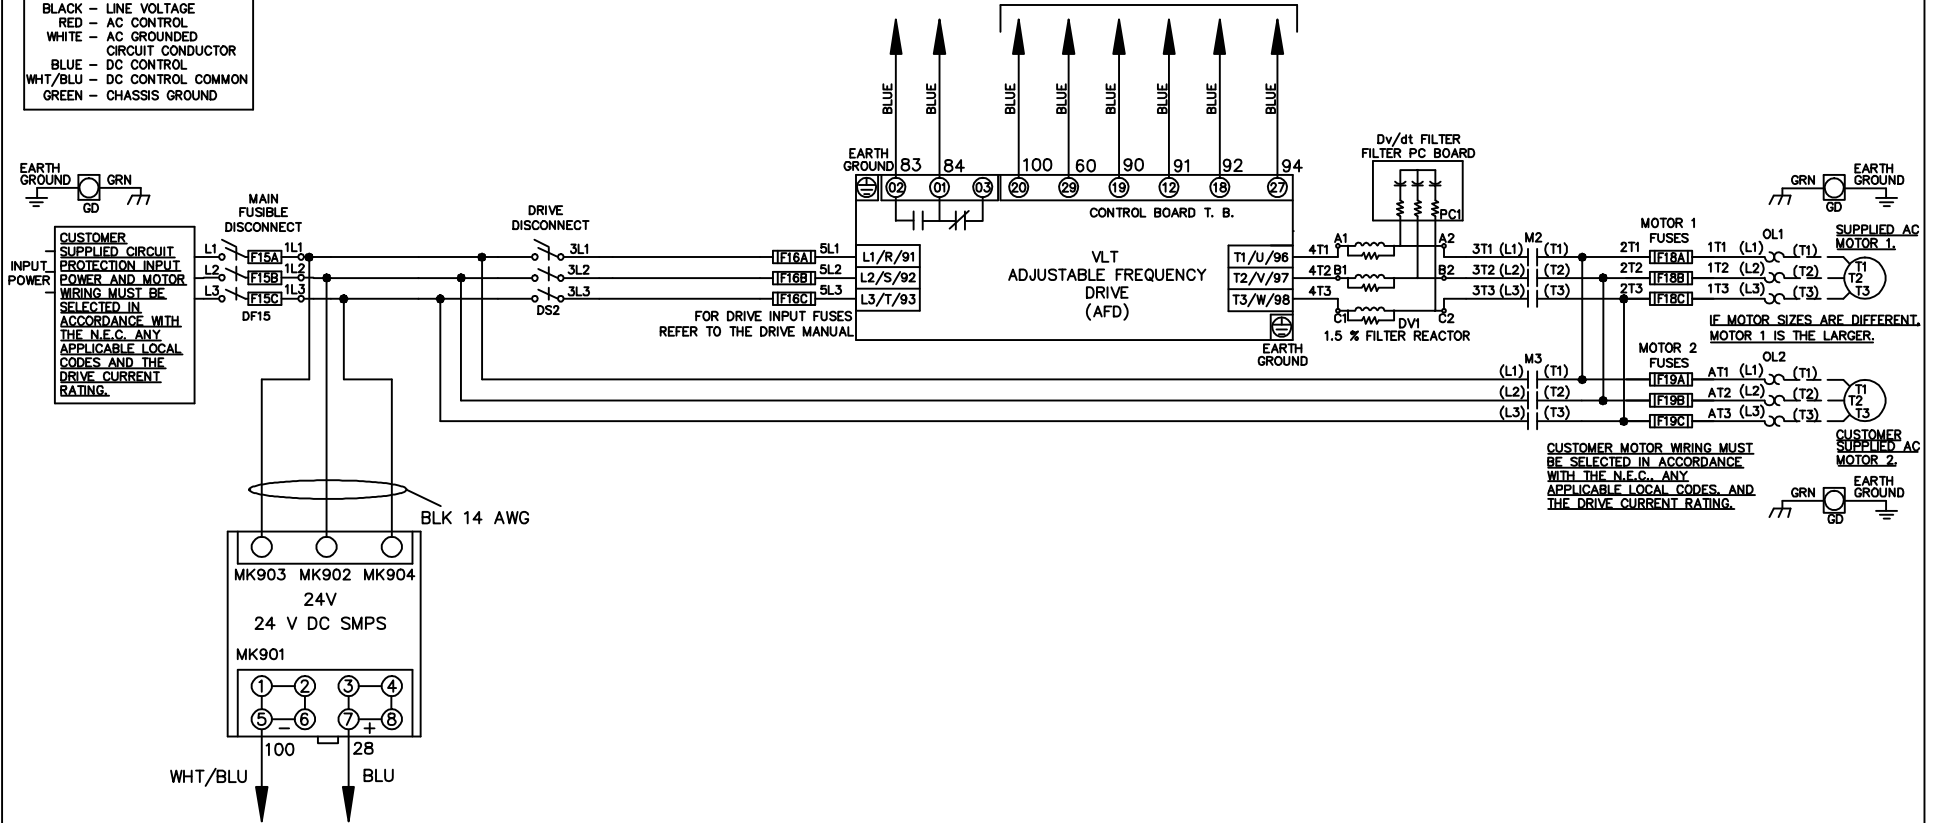 BLACK – LINE VOLTAGE
RED – AC CONTROL
WHITE – AC GROUNDED
CIRCUIT CONDUCTOR
BLUE – DC CONTROL
WHT/BLU – DC CONTROL COMMON
GREEN – CHASSIS GROUND
BLUE
BLUE
BLUE
BLUE
BLUE
BLUE
BLUE
BLUE
EARTH
GROUND
83
84
100
60
90
91
92
94
02
01
03
20
29
19
12
18
27
CONTROL BOARD T. B.
Dv/dt FILTER
FILTER PC BOARD
PC1
EARTH
GROUND
GRN
GD
GRN
EARTH
GROUND
GD
CUSTOMER
SUPPLIED CIRCUIT
PROTECTION INPUT
POWER AND MOTOR
WIRING MUST BE
SELECTED IN
ACCORDANCE WITH
THE N.E.C. ANY
APPLICABLE LOCAL
CODES AND THE
DRIVE CURRENT
RATING.
INPUT
POWER
MAIN
FUSIBLE
DISCONNECT
L1
F15A
1L1
L2
F15B
1L2
L3
F15C
1L3
DF15
DRIVE
DISCONNECT
3L1
3L2
3L3
DS2
F16A
5L1
F16B
5L2
F16C
5L3
FOR DRIVE INPUT FUSES
REFER TO THE DRIVE MANUAL
L1/R/91
L2/S/92
L3/T/93
VLT
ADJUSTABLE FREQUENCY
DRIVE
(AFD)
T1/U/96
T2/V/97
T3/W/98
EARTH
GROUND
4T1
A1
A2
4T2
B1
B2
4T3
C1
C2
DV1
1.5 % FILTER REACTOR
M2
3T1 (L1) (T1)
3T2 (L2) (T2)
3T3 (L3) (T3)
MOTOR 1
FUSES
2T1
F18A
1T1 (L1)
2T2
F18B
1T2 (L2)
2T3
F18C
1T3 (L3)
OL1
(T1)
(T2)
(T3)
SUPPLIED AC
MOTOR 1.
T1
T2
T3
IF MOTOR SIZES ARE DIFFERENT,
MOTOR 1 IS THE LARGER.
M3
(L1) (T1)
(L2) (T2)
(L3) (T3)
MOTOR 2
FUSES
F19A
AT1 (L1)
F19B
AT2 (L2)
F19C
AT3 (L3)
OL2
(T1)
(T2)
(T3)
T1
T2
T3
CUSTOMER
SUPPLIED AC
MOTOR 2.
CUSTOMER MOTOR WIRING MUST
BE SELECTED IN ACCORDANCE
WITH THE N.E.C., ANY
APPLICABLE LOCAL CODES, AND
THE DRIVE CURRENT RATING.
GRN
EARTH
GROUND
GD
BLK 14 AWG
MK903 MK902 MK904
24V
24 V DC SMPS
MK901
1
2
3
4
5
6
7
8
–
+
100
28
WHT/BLU
BLU